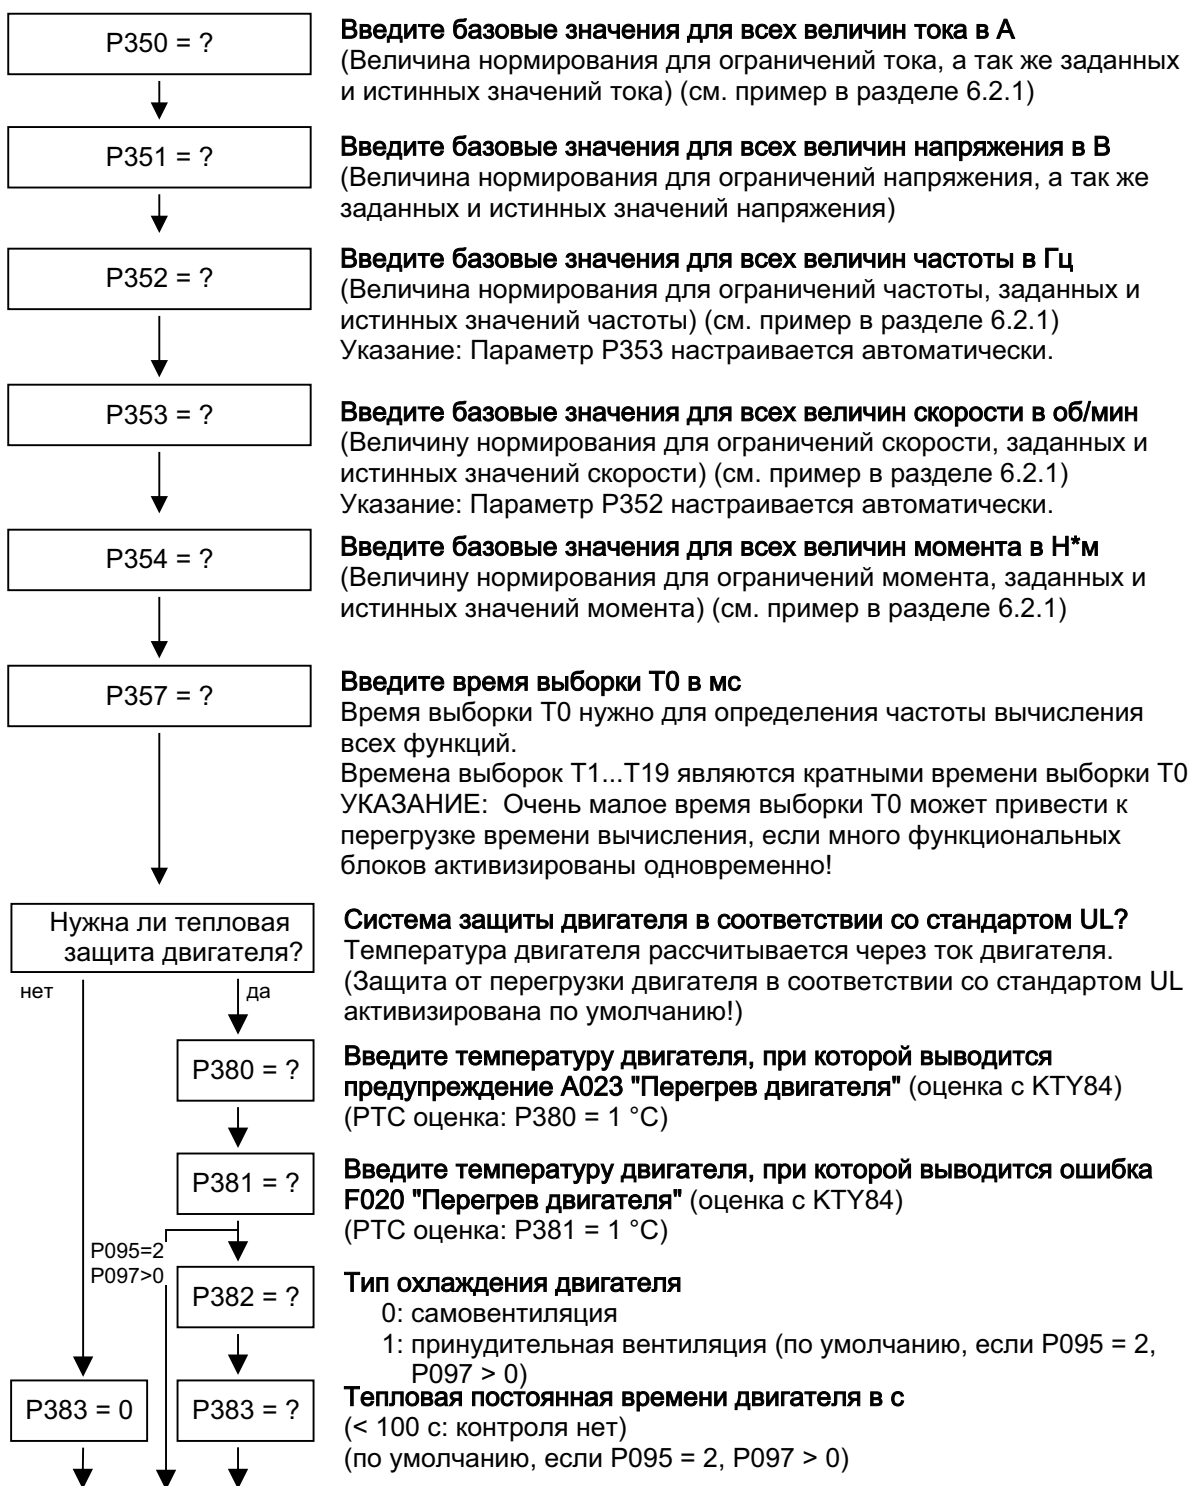 P350 = ?
Введите базовые значения для всех величин тока в А
(Величина нормирования для ограничений тока, а так же заданных
и истинных значений тока) (см. пример в разделе 6.2.1)
P351 = ?
Введите базовые значения для всех величин напряжения в В
(Величина нормирования для ограничений напряжения, а так же
заданных и истинных значений напряжения)
P352 = ?
Введите базовые значения для всех величин частоты в Гц
(Величина нормирования для ограничений частоты, заданных и
истинных значений частоты) (см. пример в разделе 6.2.1)
Указание: Параметр P353 настраивается автоматически.
P353 = ?
Введите базовые значения для всех величин скорости в об/мин
(Величину нормирования для ограничений скорости, заданных и
истинных значений скорости) (см. пример в разделе 6.2.1)
Указание: Параметр P352 настраивается автоматически.
P354 = ?
Введите базовые значения для всех величин момента в Н*м
(Величину нормирования для ограничений момента, заданных и
истинных значений момента) (см. пример в разделе 6.2.1)
P357 = ?
Введите время выборки T0 в мс
Время выборки T0 нужно для определения частоты вычисления
всех функций.
Времена выборок T1...T19 являются кратными времени выборки T0
УКАЗАНИЕ: Очень малое время выборки T0 может привести к
перегрузке времени вычисления, если много функциональных
блоков активизированы одновременно!
Нужна ли тепловая
защита двигателя?
нет
да
Система защиты двигателя в соответствии со стандартом UL?
Температура двигателя рассчитывается через ток двигателя.
(Защита от перегрузки двигателя в соответствии со стандартом UL
активизирована по умолчанию!)
P380 = ?
Введите температуру двигателя, при которой выводится
предупреждение A023 "Перегрев двигателя" (оценка с KTY84)
(PTC оценка: P380 = 1 °C)
P381 = ?
Введите температуру двигателя, при которой выводится ошибка
F020 "Перегрев двигателя" (оценка с KTY84)
(PTC оценка: P381 = 1 °C)
P095=2
P097>0
P382 = ?
Тип охлаждения двигателя
0: самовентиляция
1: принудительная вентиляция (по умолчанию, если P095 = 2,
P097 > 0)
P383 = 0
P383 = ?
Тепловая постоянная времени двигателя в с
(< 100 с: контроля нет)
(по умолчанию, если P095 = 2, P097 > 0)